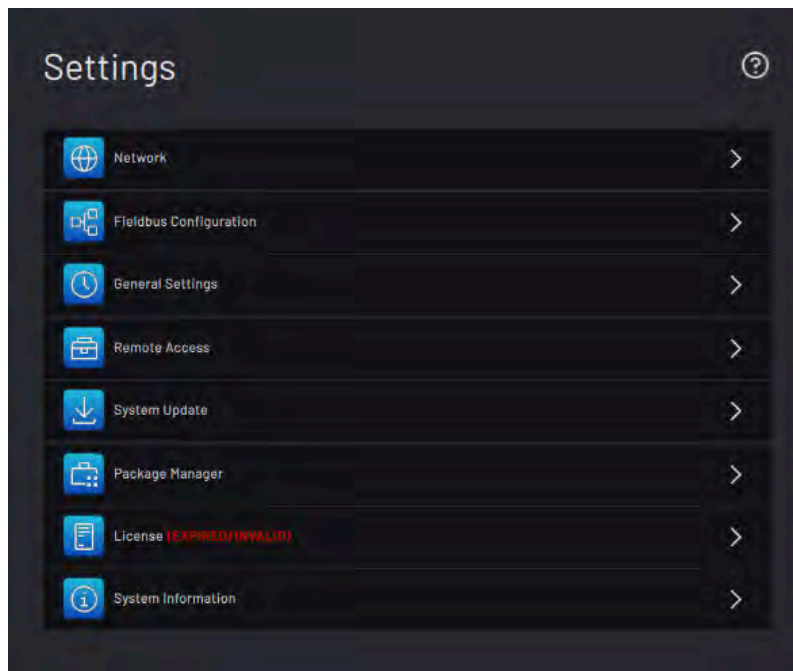 Settings
Network
Fieldbus Configuration
General Settings
Remote Access
System Update
Package Manager
License (EXPIRED/INVALID)
System Information